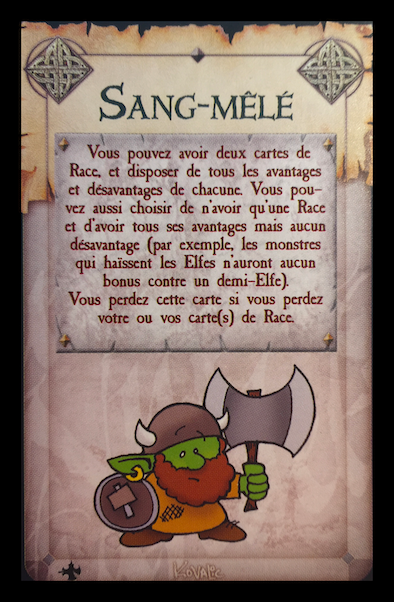 Sang-mêlé
Vous pouvez avoir deux cartes de
Race, et disposer de tous les avantages
et désavantages de chacune. Vous pou-
vez aussi choisir de n'avoir qu'une Race
et d'avoir tous ses avantages mais aucun
désavantage (par exemple, les monstres
qui haïssent les Elfes n'auront aucun
bonus contre un demi-Elfe).
Vous perdez cette carte si vous perdez
votre ou vos carte(s) de Race.
Kovalic